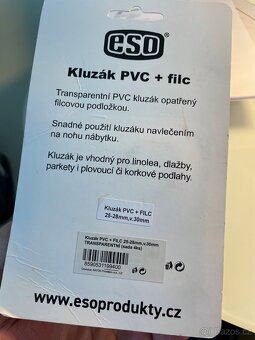 eso®
Kluzák PVC + filc
Transparentní PVC kluzák opatřený
filcovou podložkou.
Snadné použití kluzáku navlečením
na nohu nábytku.
Kluzák je vhodný pro linolea, dlažby,
parkety i plovoucí či korkové podlahy.
Kluzák PVC + FILC
25-28mm,v.30mm
Kluzák PVC + FILC 25-28mm,v.30mm
TRANSPARENTNÍ (sada 4ks)
8590531199400
www.esoprodukty.cz